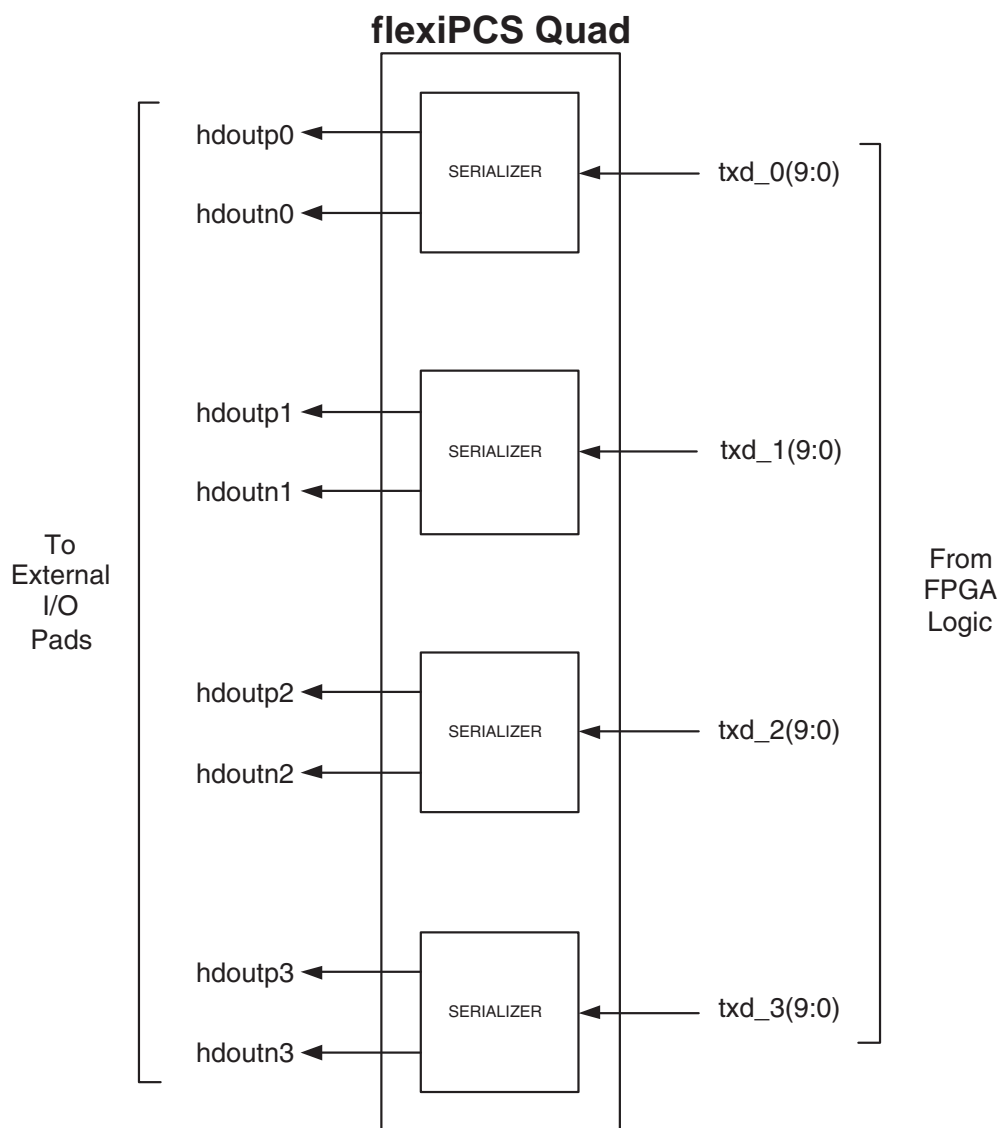 flexiPCS Quad
hdoutp0
SERIALIZER
txd_0(9:0)
hdoutn0
hdoutp1
SERIALIZER
txd_1(9:0)
hdoutn1
To
External
I/O
Pads
From
FPGA
Logic
hdoutp2
SERIALIZER
txd_2(9:0)
hdoutn2
hdoutp3
SERIALIZER
txd_3(9:0)
hdoutn3